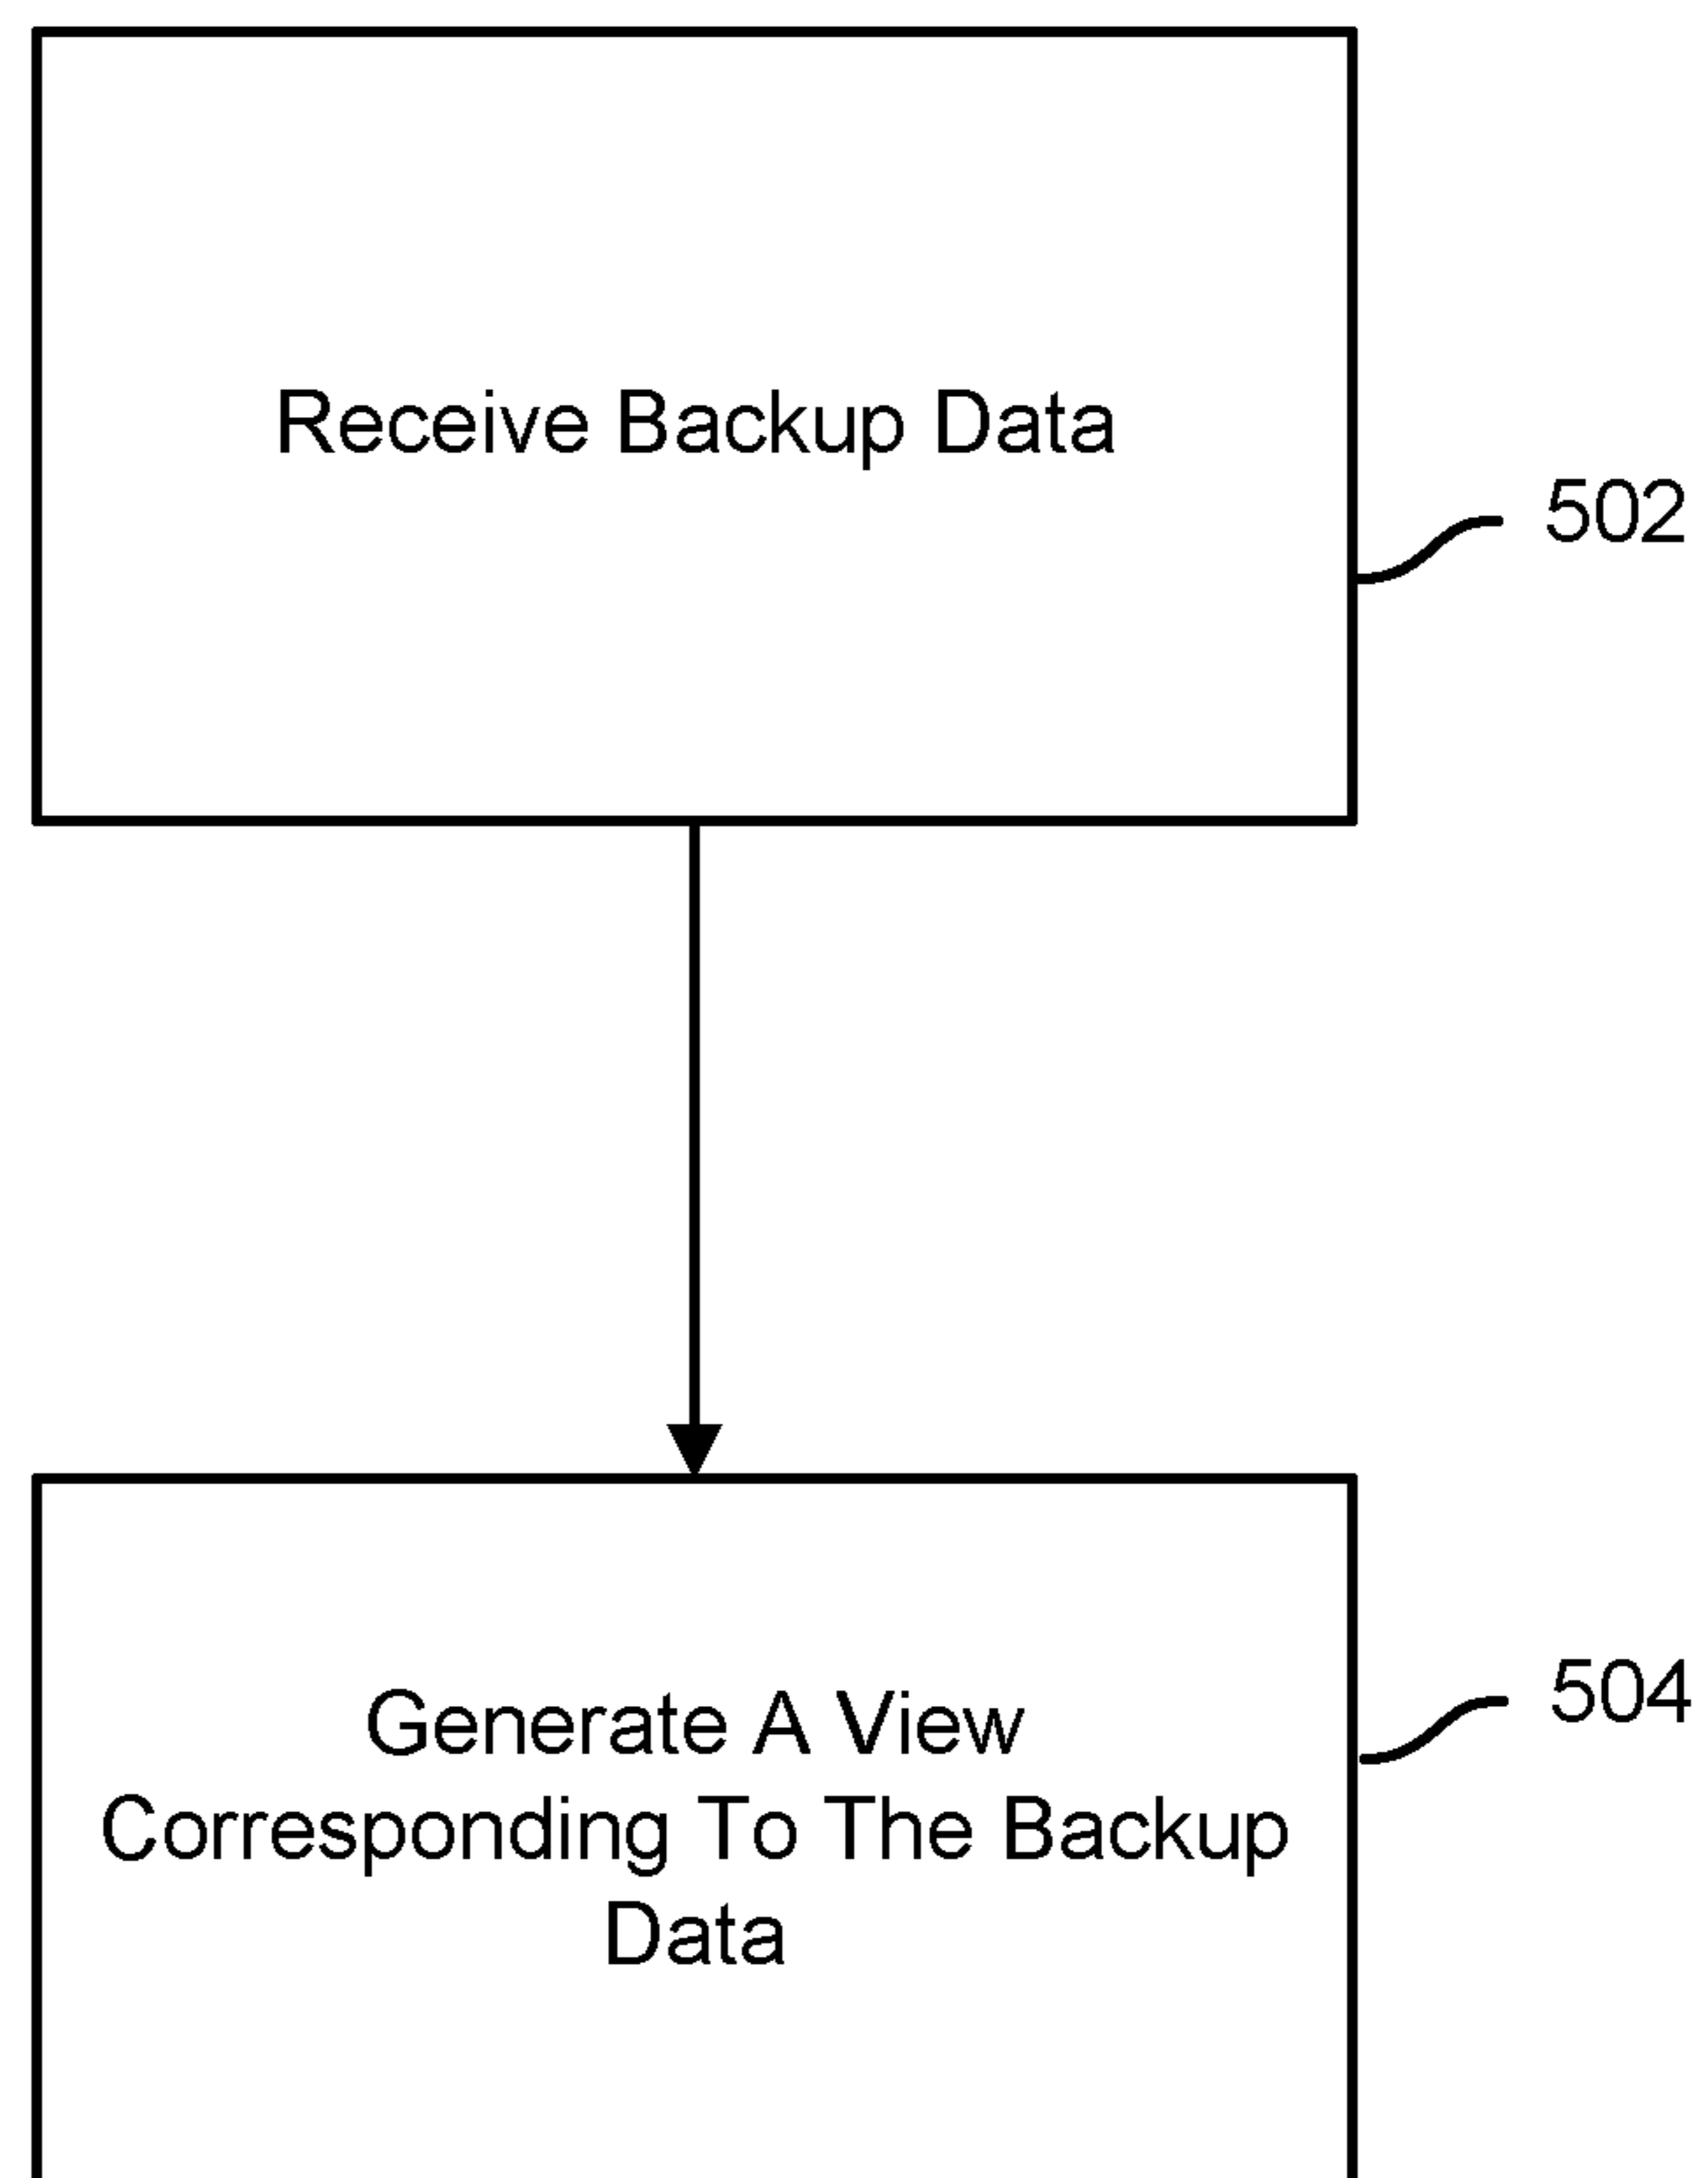 Receive Backup Data
502
Generate A View
Corresponding To The Backup
Data
504